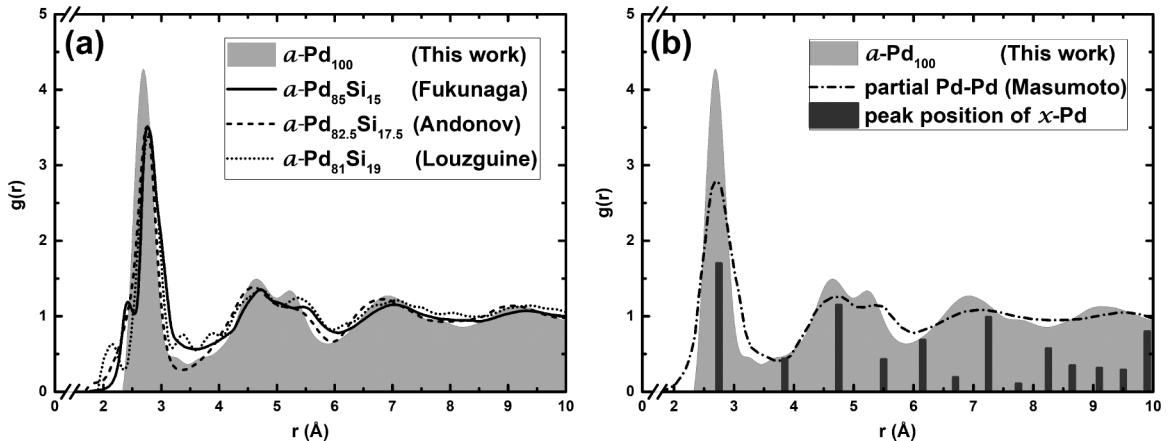 (a)
a-Pd100 (This work)
a-Pd85Si15 (Fukunaga)
a-Pd82.5Si17.5 (Andonov)
a-Pd81Si19 (Louzguine)
g(r)
5
4
3
2
1
0
0 2 3 4 5 6 7 8 9 10
r (Å)
(b)
a-Pd100 (This work)
partial Pd-Pd (Masumoto)
peak position of x-Pd
g(r)
5
4
3
2
1
0
0 2 3 4 5 6 7 8 9 10
r (Å)